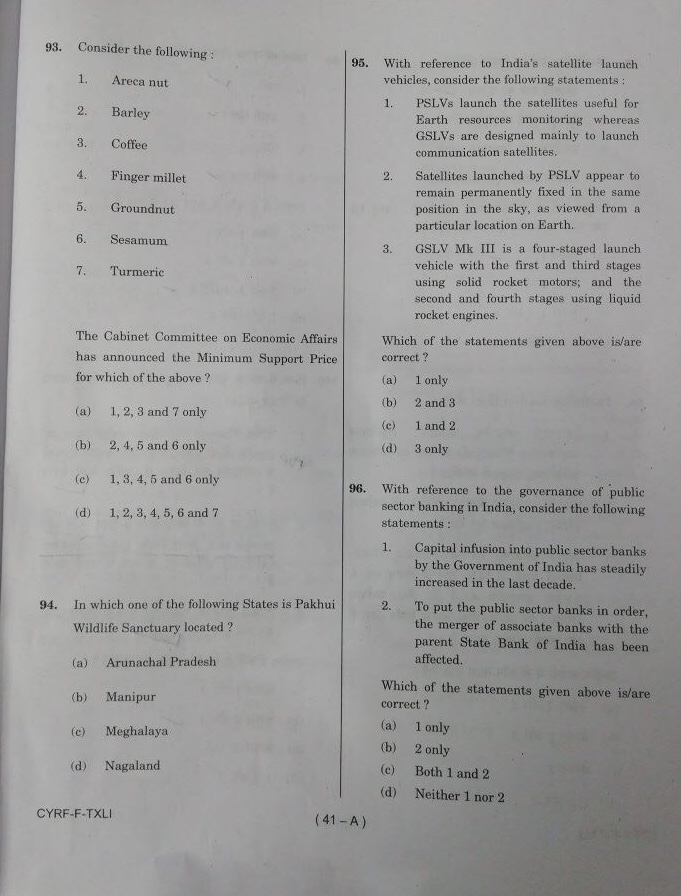 93. Consider the following :
1. Areca nut
2. Barley
3. Coffee
4. Finger millet
5. Groundnut
6. Sesamum
7. Turmeric
The Cabinet Committee on Economic Affairs
has announced the Minimum Support Price
for which of the above ?
(a) 1, 2, 3 and 7 only
(b) 2, 4, 5 and 6 only
(c) 1, 3, 4, 5 and 6 only
(d) 1, 2, 3, 4, 5, 6 and 7
94. In which one of the following States is Pakhui
Wildlife Sanctuary located ?
(a) Arunachal Pradesh
(b) Manipur
(c) Meghalaya
(d) Nagaland
95. With reference to India's satellite launch
vehicles, consider the following statements :
1. PSLVs launch the satellites useful for
Earth resources monitoring whereas
GSLVs are designed mainly to launch
communication satellites.
2. Satellites launched by PSLV appear to
remain permanently fixed in the same
position in the sky, as viewed from a
particular location on Earth.
3. GSLV Mk III is a four-staged launch
vehicle with the first and third stages
using solid rocket motors; and the
second and fourth stages using liquid
rocket engines.
Which of the statements given above is/are
correct ?
(a) 1 only
(b) 2 and 3
(c) 1 and 2
(d) 3 only
96. With reference to the governance of public
sector banking in India, consider the following
statements :
1. Capital infusion into public sector banks
by the Government of India has steadily
increased in the last decade.
2. To put the public sector banks in order,
the merger of associate banks with the
parent State Bank of India has been
affected.
Which of the statements given above is/are
correct ?
(a) 1 only
(b) 2 only
(c) Both 1 and 2
(d) Neither 1 nor 2
CYRF-F-TXLI
( 41 – A )